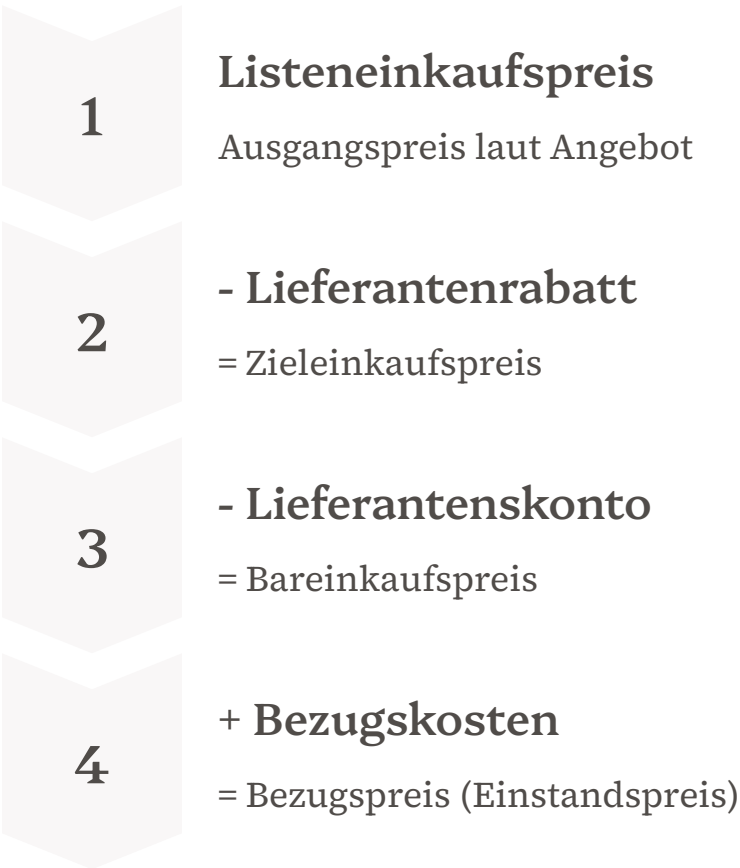 1
Listeneinkaufspreis
Ausgangspreis laut Angebot
2
- Lieferantenrabatt
= Zieleinkaufspreis
3
- Lieferantenskonto
= Bareinkaufspreis
4
+ Bezugskosten
= Bezugspreis (Einstandspreis)